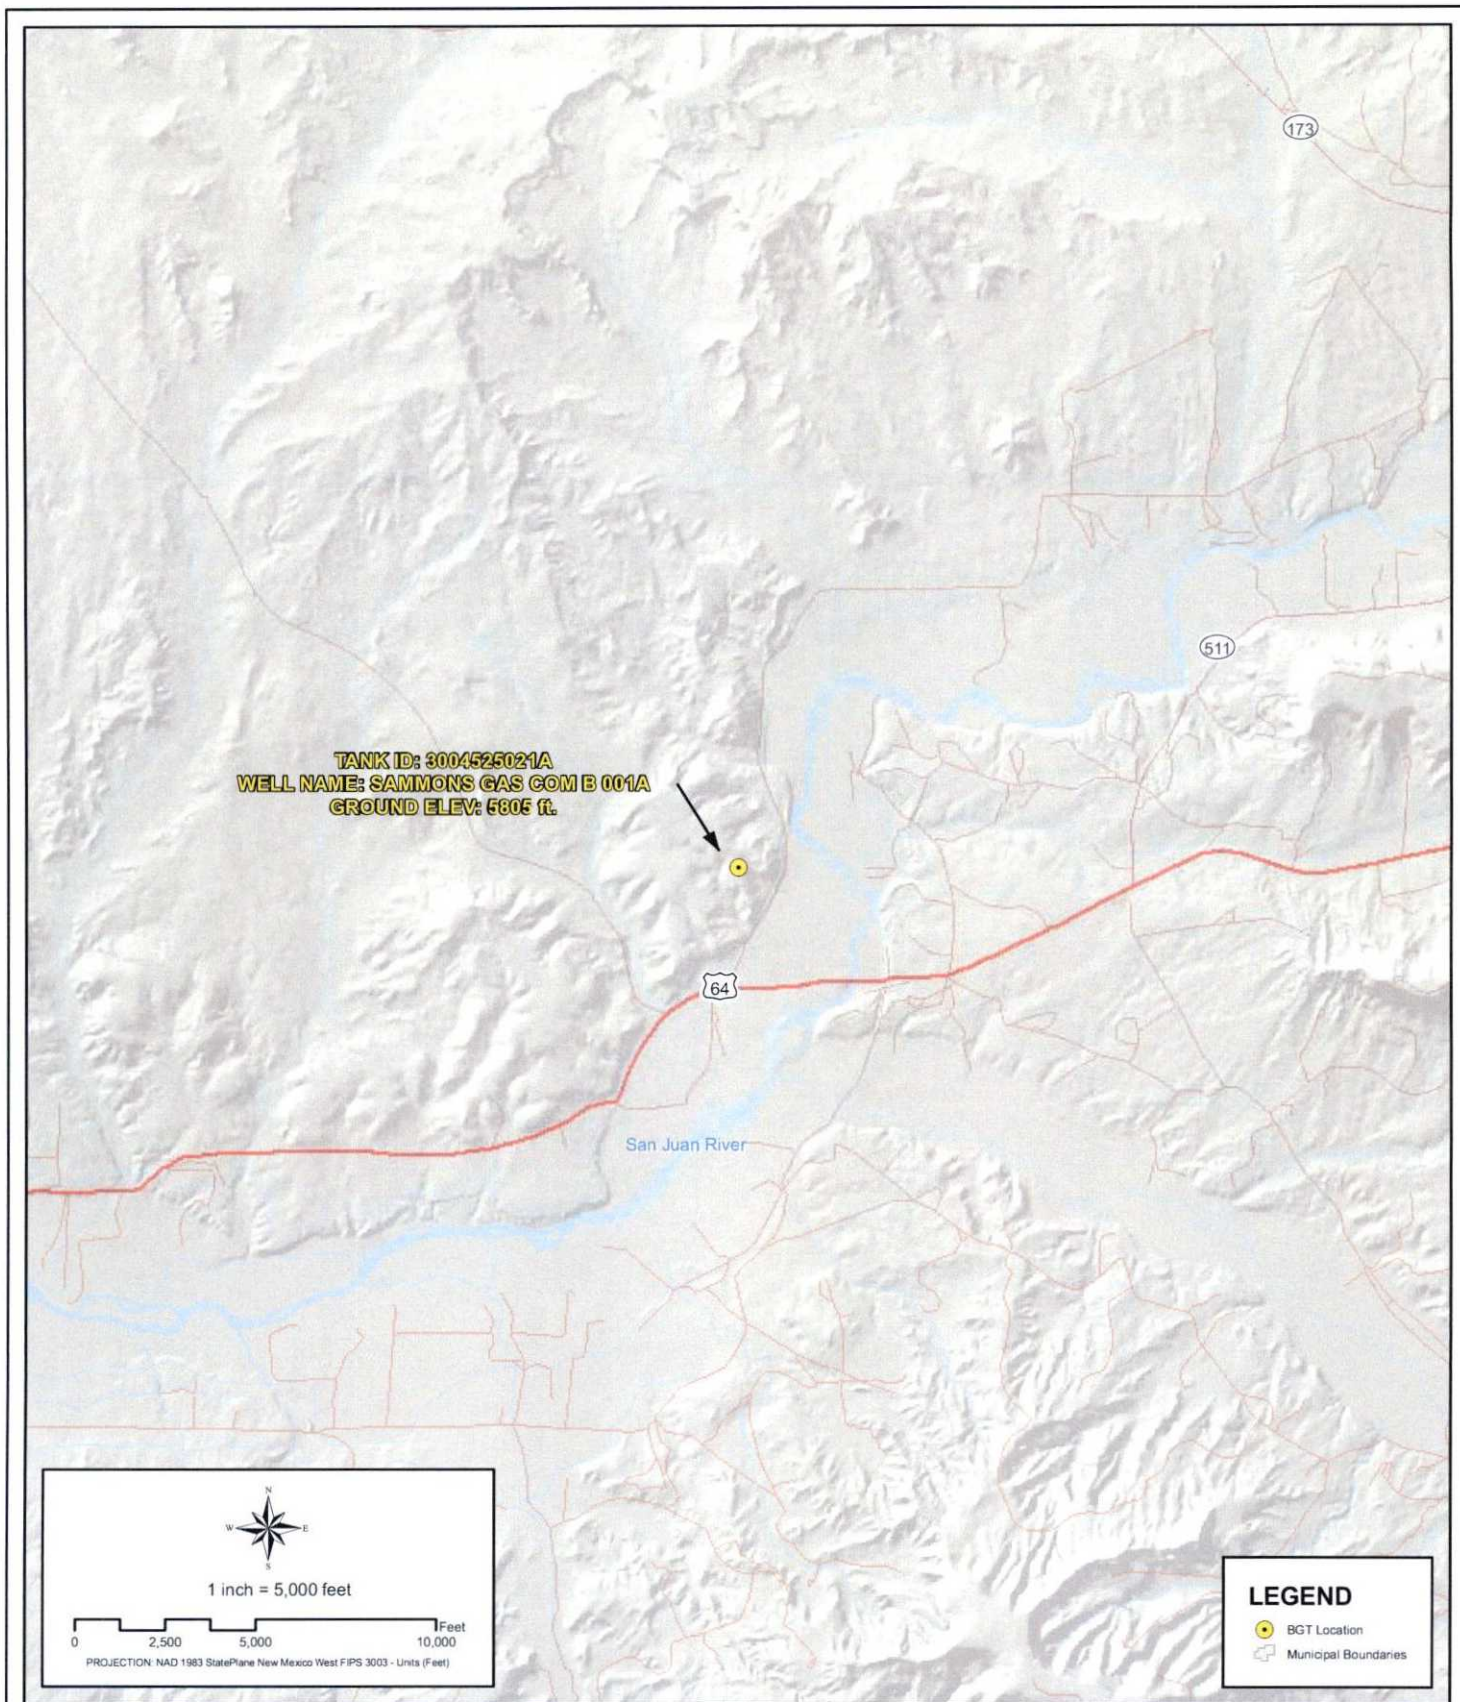 173
511
TANK ID: 3004525021A
WELL NAME: SAMMONS GAS COM B 001A
GROUND ELEV: 5805 ft.
64
San Juan River
N
W E
S
1 inch = 5,000 feet
Feet
0 2,500 5,000 10,000
PROJECTION: NAD 1983 StatePlane New Mexico West FIPS 3003 - Units (Feet)
LEGEND
BGT Location
Municipal Boundaries